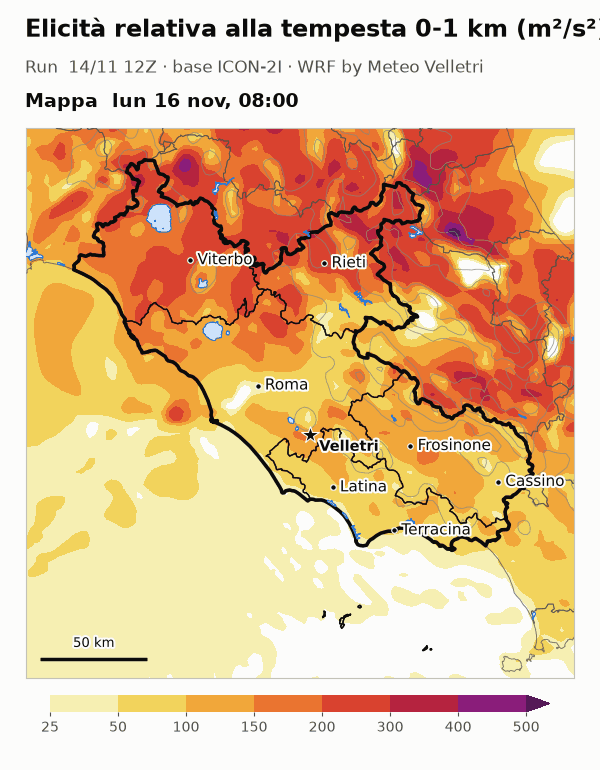 Elicità relativa alla tempesta 0-1 km (m²/s²)
Run 14/11 12Z · base ICON-2I · WRF by Meteo Velletri
Mappa lun 16 nov, 08:00
Viterbo
Rieti
Roma
Velletri
Frosinone
Cassino
Latina
Terracina
50 km
25 50 100 150 200 300 400 500